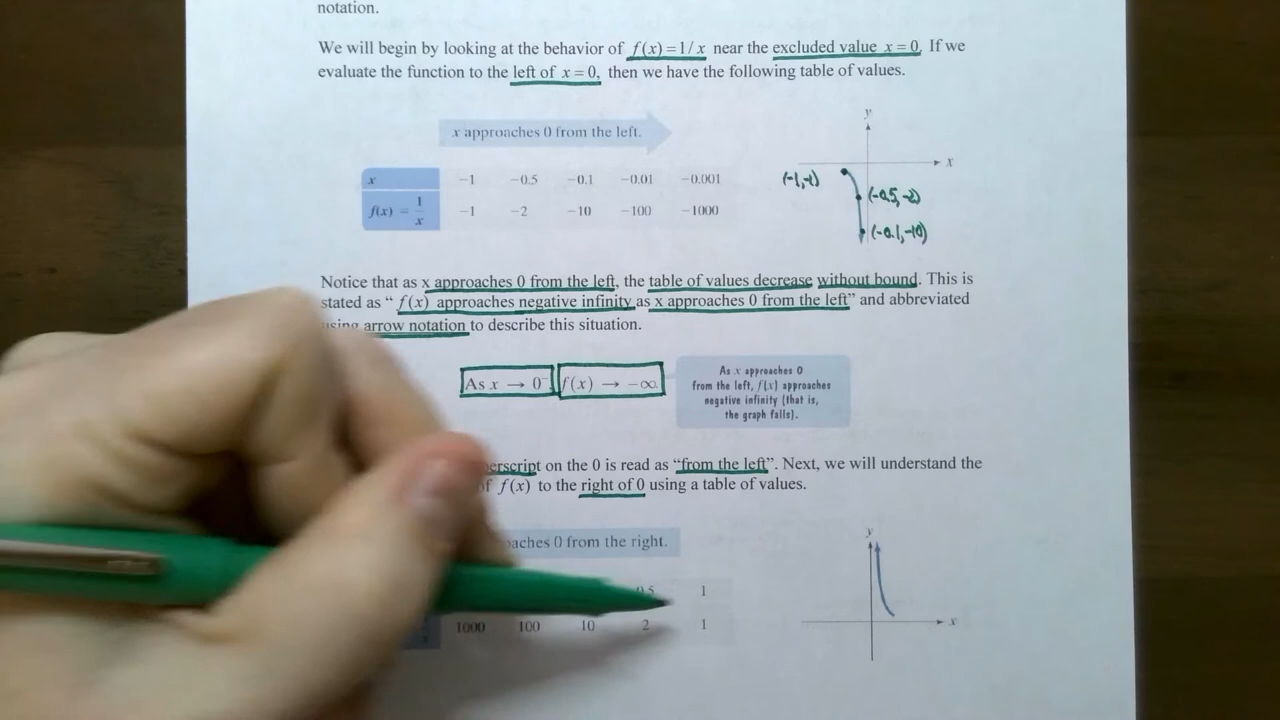 notation.
We will begin by looking at the behavior of f(x)=1/x near the excluded value x=0. If we
evaluate the function to the left of x=0, then we have the following table of values.
x approaches 0 from the left.
x −1 −0.5 −0.1 −0.01 −0.001
f(x) = 1/x −1 −2 −10 −100 −1000
y
x
(-1,-1)
(-0.5,-2)
(-0.1,-10)
Notice that as x approaches 0 from the left, the table of values decrease without bound. This is
stated as “ f(x) approaches negative infinity as x approaches 0 from the left” and abbreviated
using arrow notation to describe this situation.
As x → 0⁻ f(x) → −∞
As x approaches 0
from the left, f(x) approaches
negative infinity (that is,
the graph falls).
on the 0 is read as “from the left”. Next, we will understand the
f(x) to the right of 0 using a table of values.
0 from the right.
0.5 1
1000 100 10 2 1
y
x